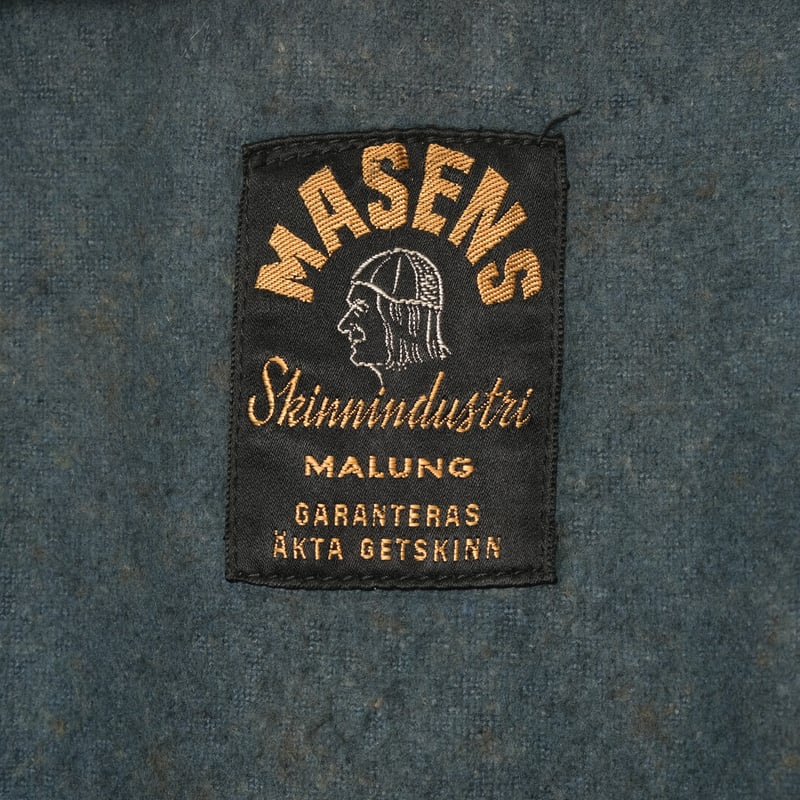 MASENS
Skinnindustri
MALUNG
GARANTERAS
ÄKTA GETSKINN